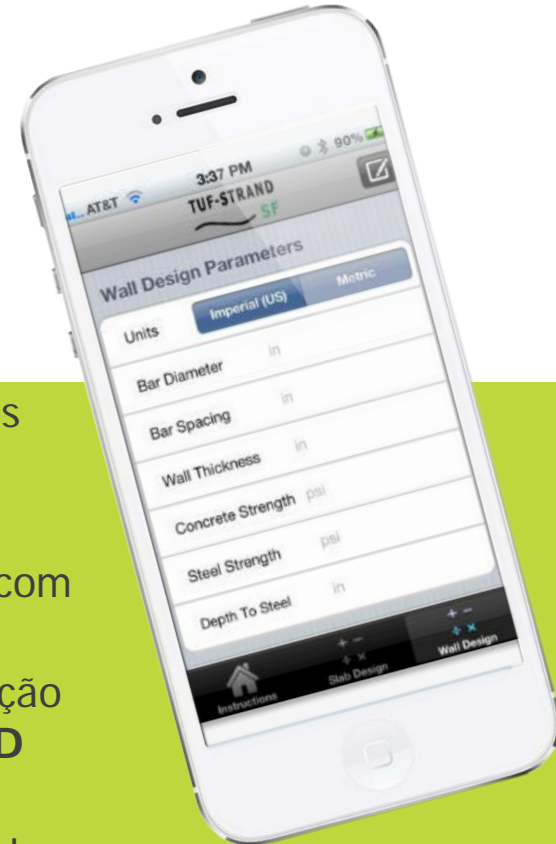 AT&T 3:37 PM 90%
TUF-STRAND
SF
Wall Design Parameters
Units Imperial (US) Metric
Bar Diameter in
Bar Spacing in
Wall Thickness in
Concrete Strength psi
Steel Strength psi
Depth To Steel in
Instructions Slab Design Wall Design
s
com
ção
D